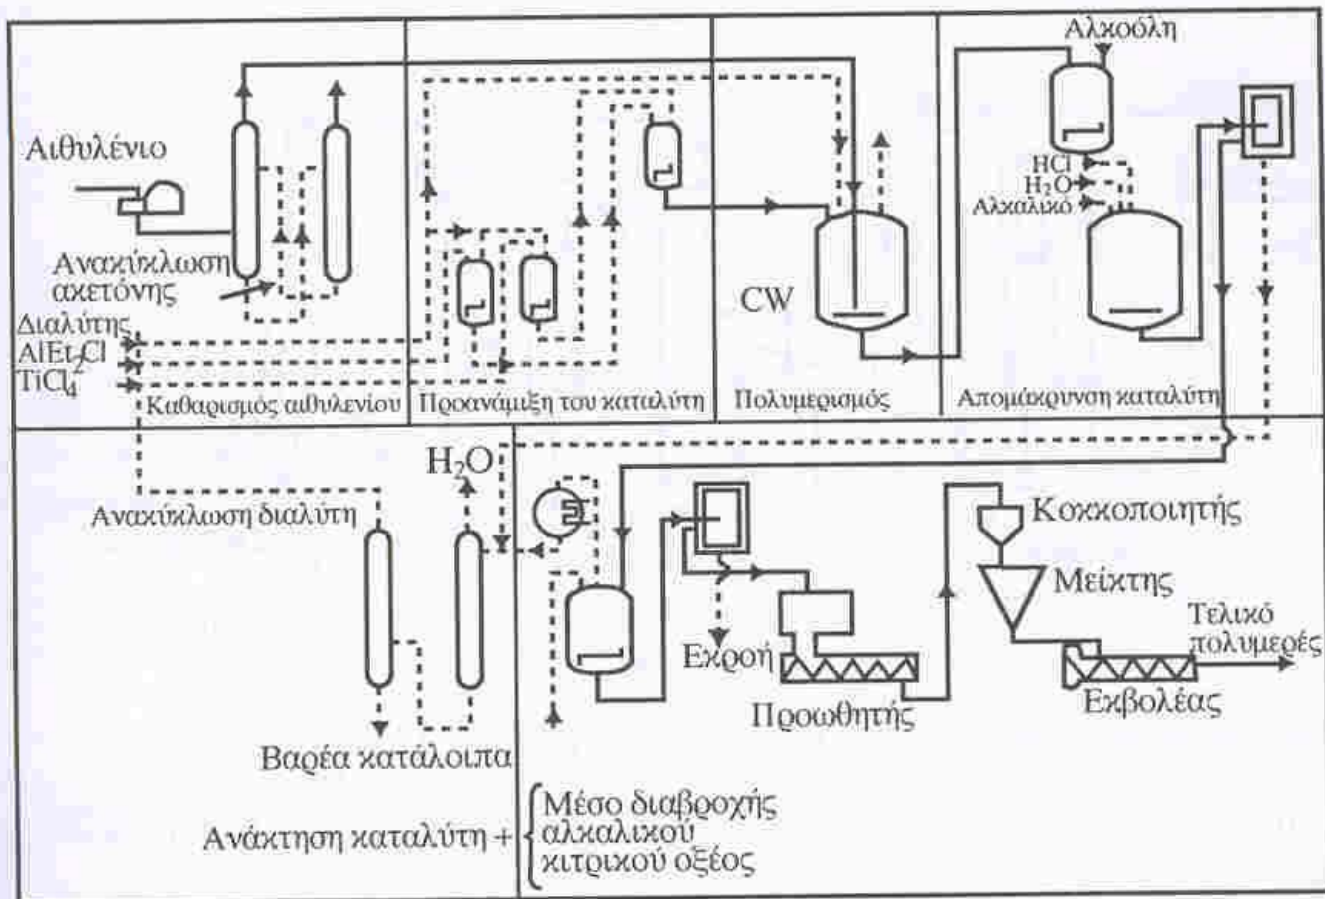 Αλκοόλη
Αιθυλένιο
HCl
H₂O
Αλκαλικό
Ανακύκλωση
ακετόνης
CW
Διαλύτης
AlEt₂Cl
TiCl₄
Καθαρισμός αιθυλενίου
Προανάμιξη του καταλύτη
Πολυμερισμός
Απομάκρυνση καταλύτη
H₂O
Ανακύκλωση διαλύτη
Κοκκοποιητής
Μείκτης
Τελικό
πολυμερές
Εκροή
Προωθητής
Εκβολέας
Βαρέα κατάλοιπα
Ανάκτηση καταλύτη +
Μέσο διαβροχής
αλκαλικού
κιτρικού οξέος